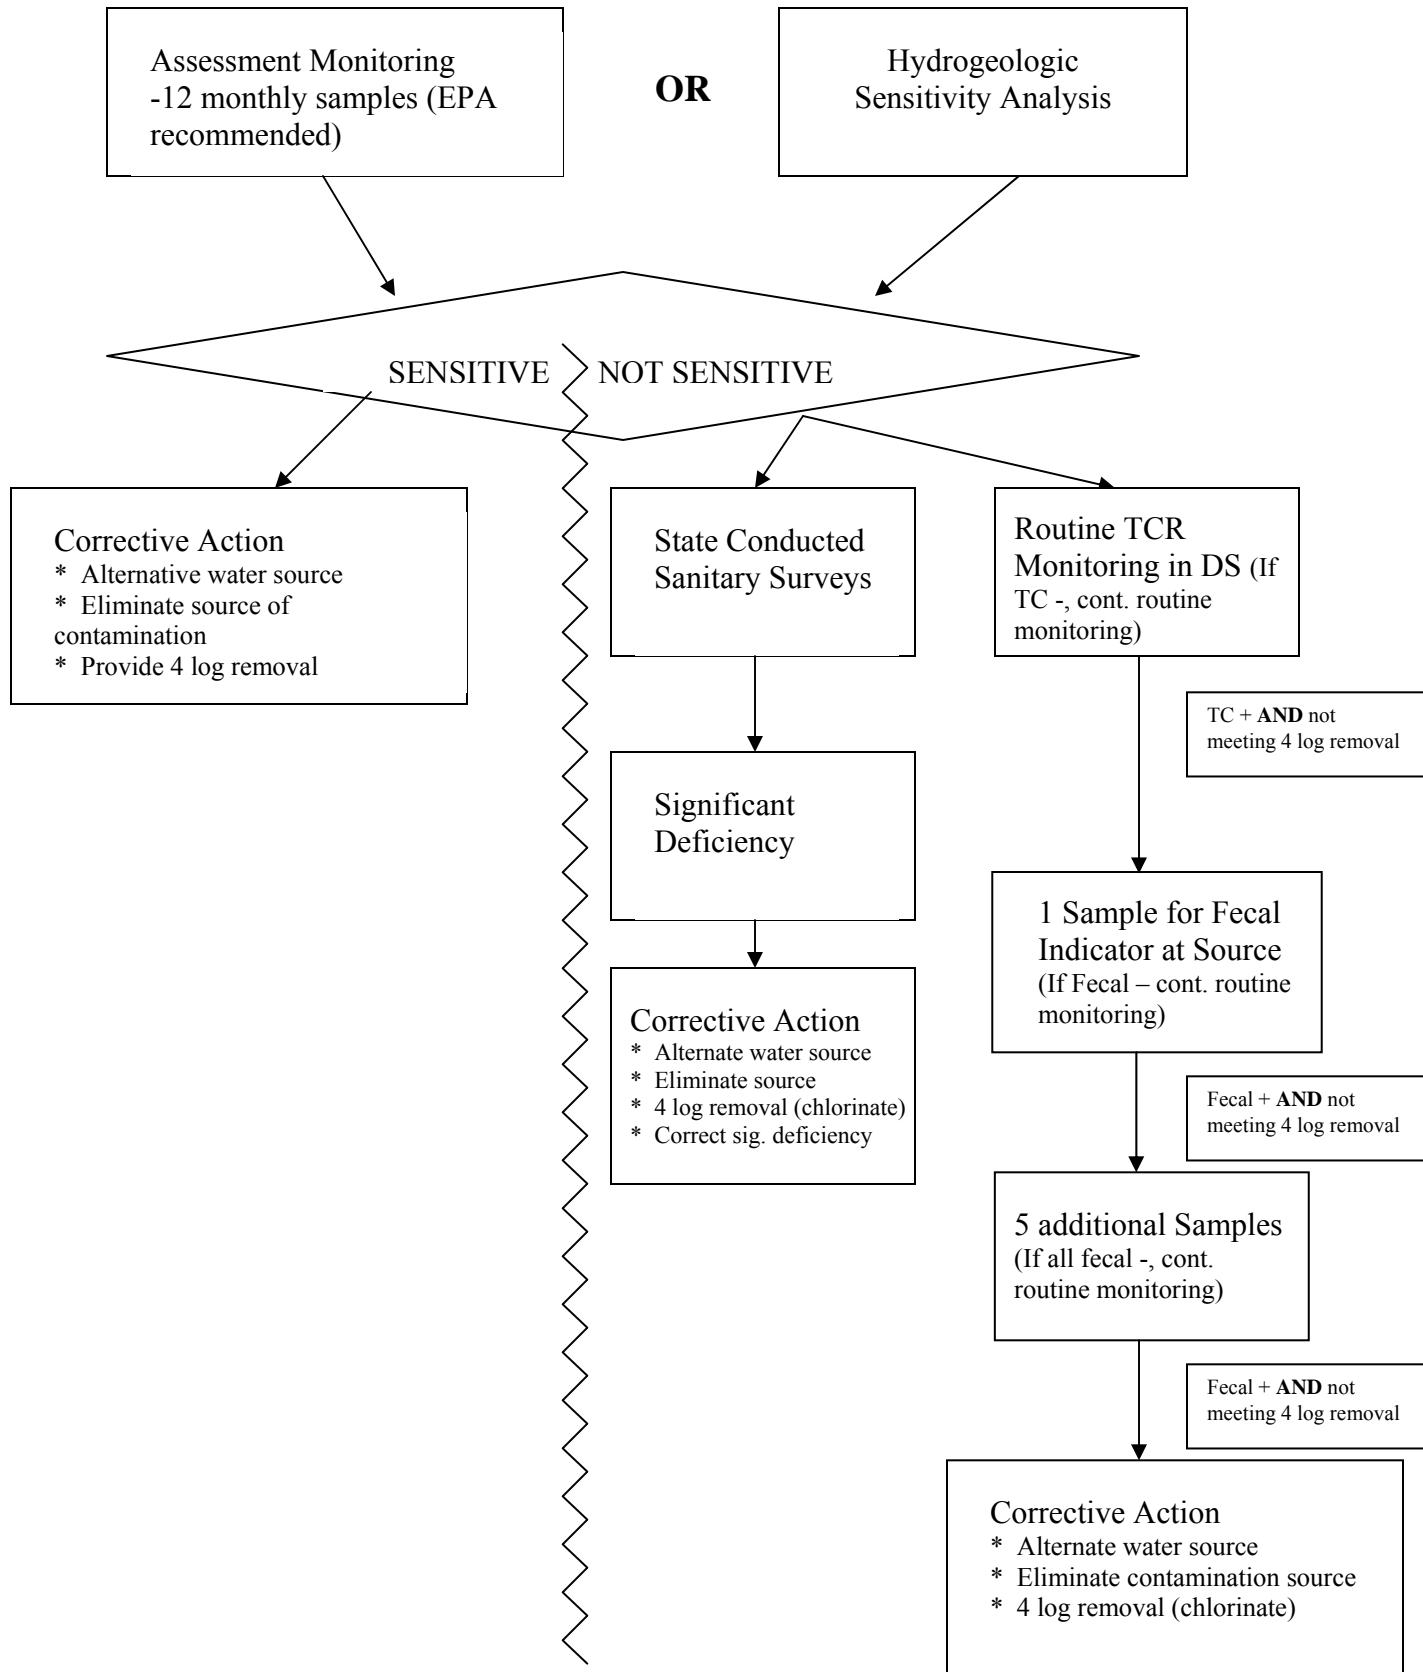 Assessment Monitoring
-12 monthly samples (EPA
recommended)
OR
Hydrogeologic
Sensitivity Analysis
SENSITIVE
NOT SENSITIVE
Corrective Action
* Alternative water source
* Eliminate source of
contamination
* Provide 4 log removal
State Conducted
Sanitary Surveys
Significant
Deficiency
Corrective Action
* Alternate water source
* Eliminate source
* 4 log removal (chlorinate)
* Correct sig. deficiency
Routine TCR
Monitoring in DS (If
TC -, cont. routine
monitoring)
TC + AND not
meeting 4 log removal
1 Sample for Fecal
Indicator at Source
(If Fecal – cont. routine
monitoring)
Fecal + AND not
meeting 4 log removal
5 additional Samples
(If all fecal -, cont.
routine monitoring)
Fecal + AND not
meeting 4 log removal
Corrective Action
* Alternate water source
* Eliminate contamination source
* 4 log removal (chlorinate)